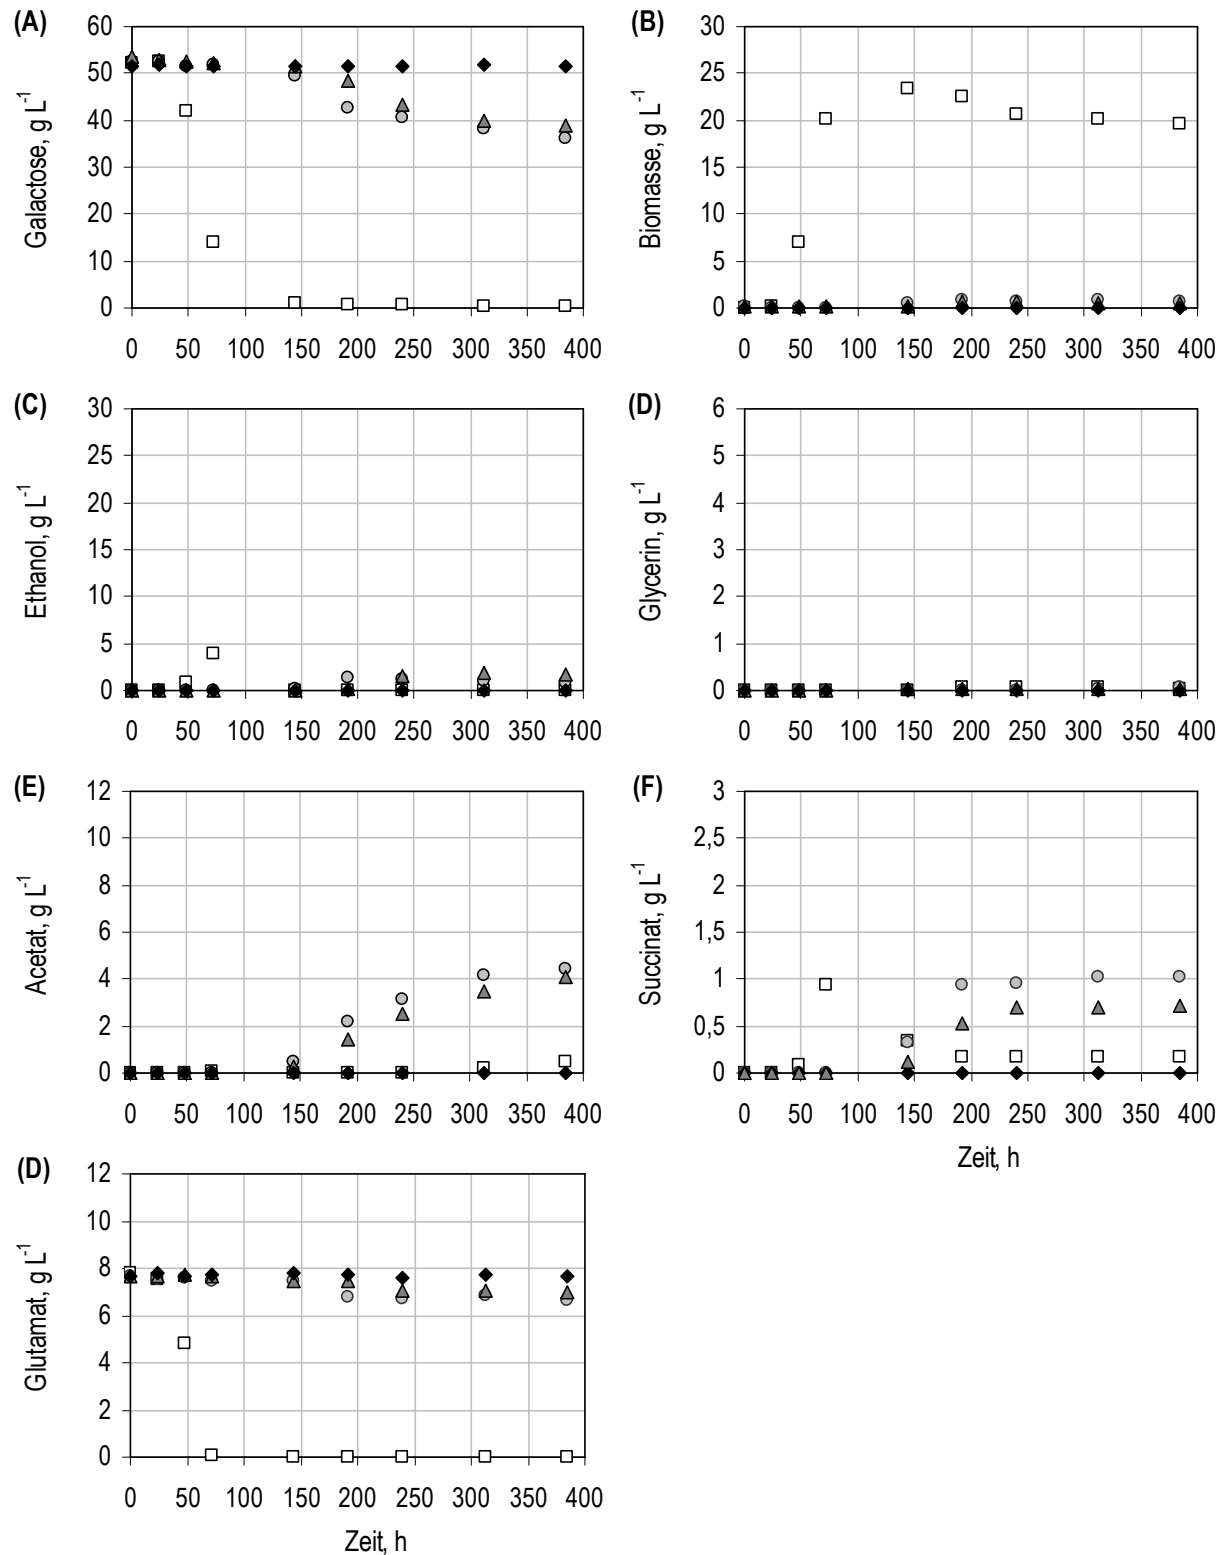 (A)
Galactose, g L⁻¹
60
50
40
30
20
10
0
0 50 100 150 200 250 300 350 400
(B)
Biomasse, g L⁻¹
30
25
20
15
10
5
0
0 50 100 150 200 250 300 350 400
(C)
Ethanol, g L⁻¹
30
25
20
15
10
5
0
0 50 100 150 200 250 300 350 400
(D)
Glycerin, g L⁻¹
6
5
4
3
2
1
0
0 50 100 150 200 250 300 350 400
(E)
Acetat, g L⁻¹
12
10
8
6
4
2
0
0 50 100 150 200 250 300 350 400
(F)
Succinat, g L⁻¹
3
2,5
2
1,5
1
0,5
0
0 50 100 150 200 250 300 350 400
Zeit, h
(D)
Glutamat, g L⁻¹
12
10
8
6
4
2
0
0 50 100 150 200 250 300 350 400
Zeit, h